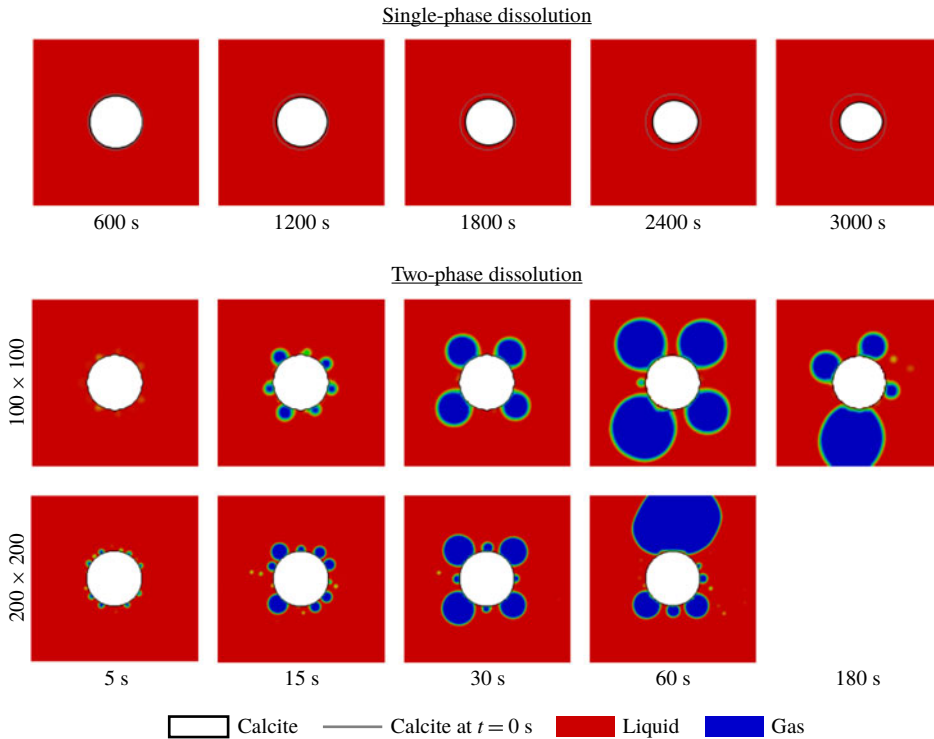 Single-phase dissolution
600 s 1200 s 1800 s 2400 s 3000 s
Two-phase dissolution
100 × 100
200 × 200
5 s 15 s 30 s 60 s 180 s
Calcite Calcite at t = 0 s Liquid Gas